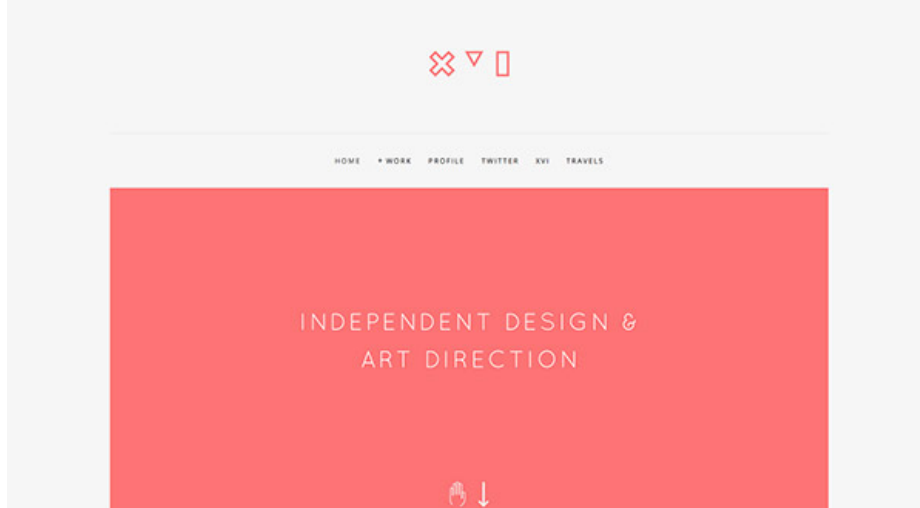 HOME + WORK PROFILE TWITTER XVI TRAVELS
INDEPENDENT DESIGN &
ART DIRECTION